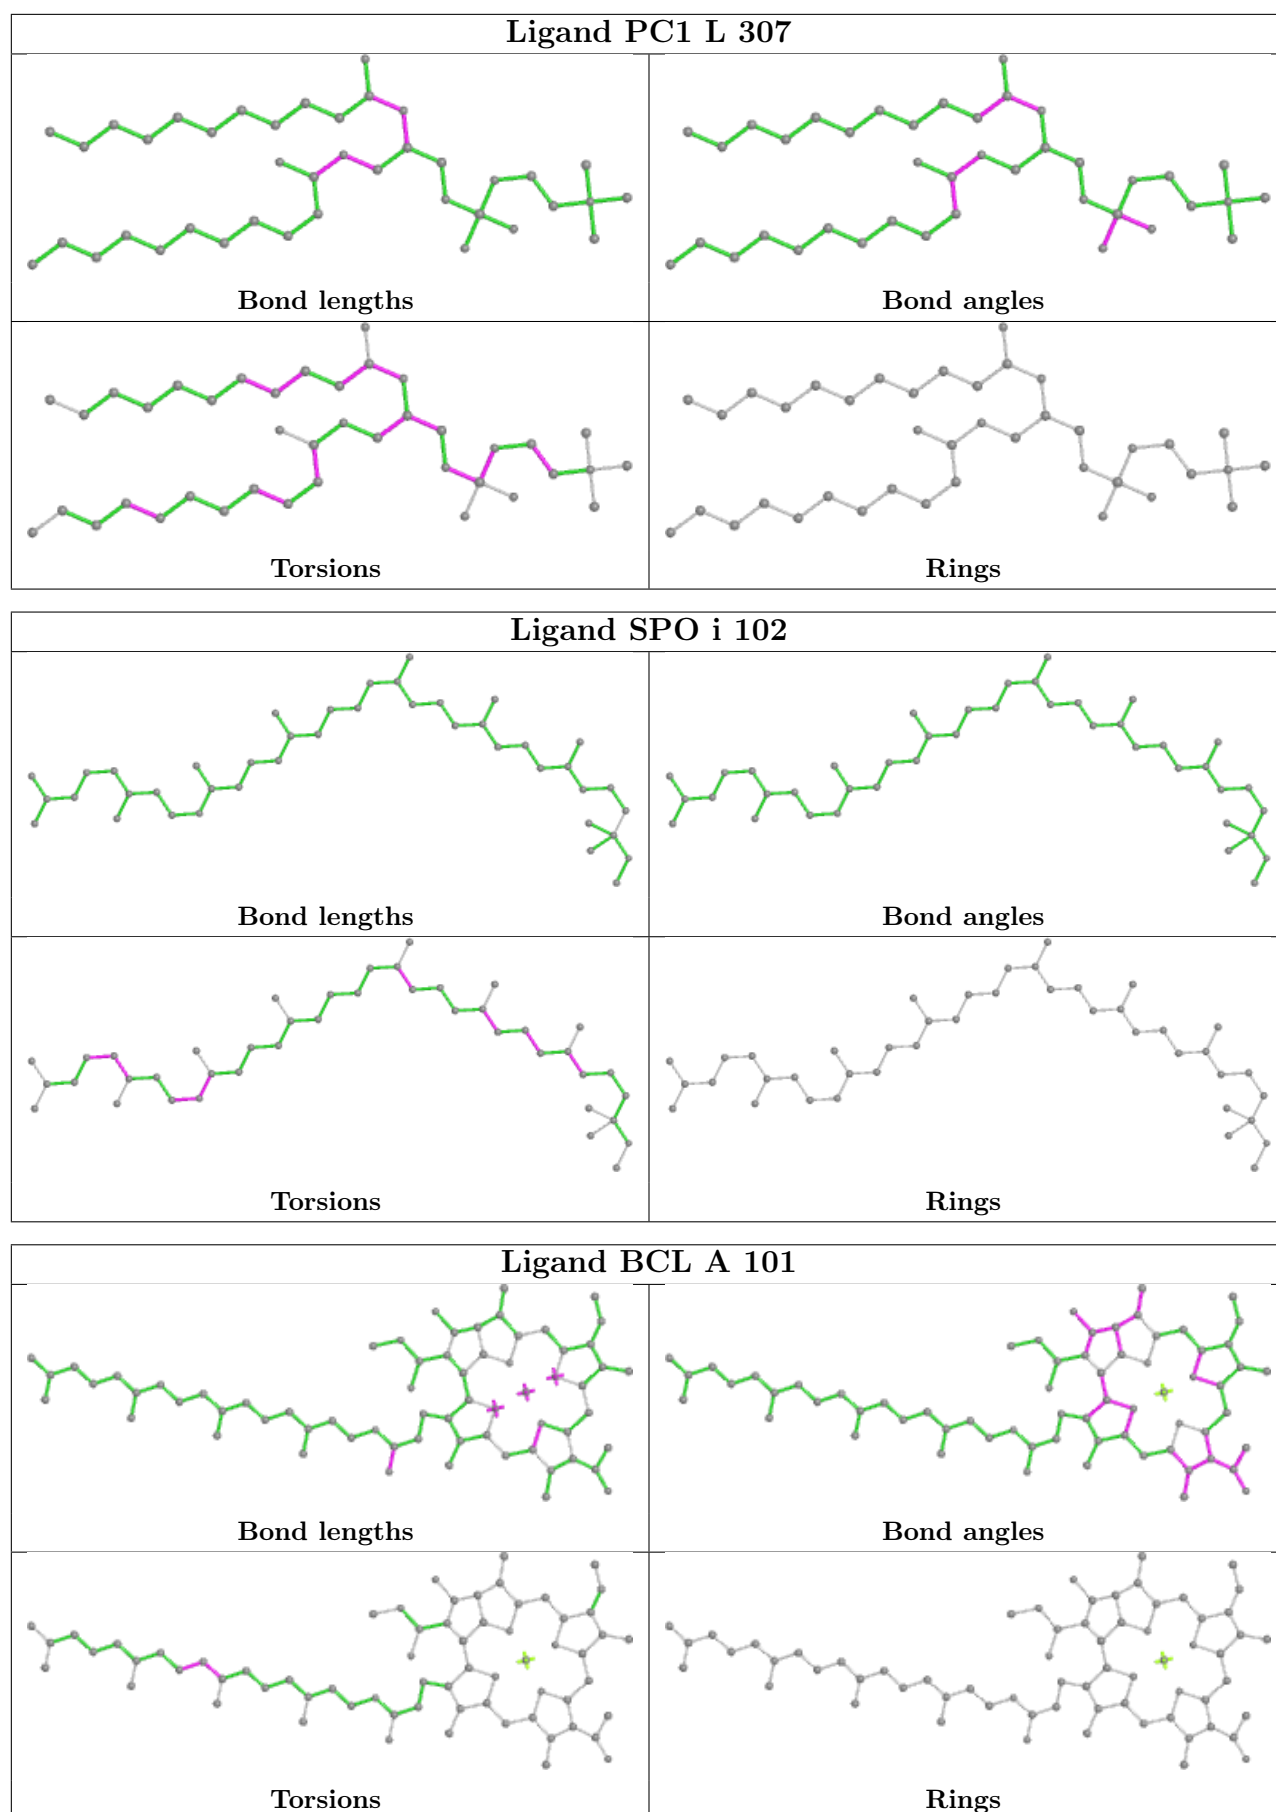 Ligand PC1 L 307
Bond lengths
Bond angles
Torsions
Rings
Ligand SPO i 102
Bond lengths
Bond angles
Torsions
Rings
Ligand BCL A 101
Bond lengths
Bond angles
Torsions
Rings